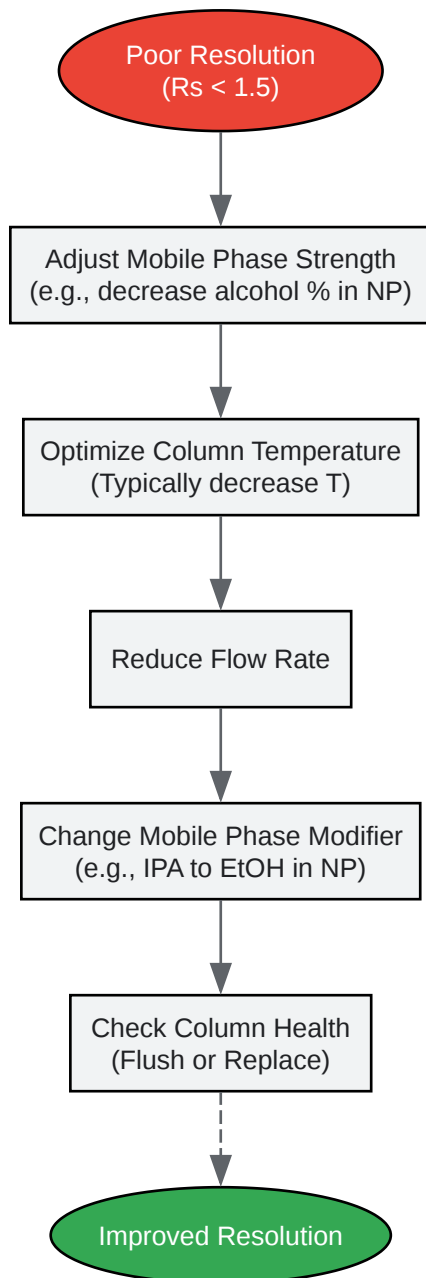 Poor Resolution
(Rs < 1.5)
Adjust Mobile Phase Strength
(e.g., decrease alcohol % in NP)
Optimize Column Temperature
(Typically decrease T)
Reduce Flow Rate
Change Mobile Phase Modifier
(e.g., IPA to EtOH in NP)
Check Column Health
(Flush or Replace)
Improved Resolution